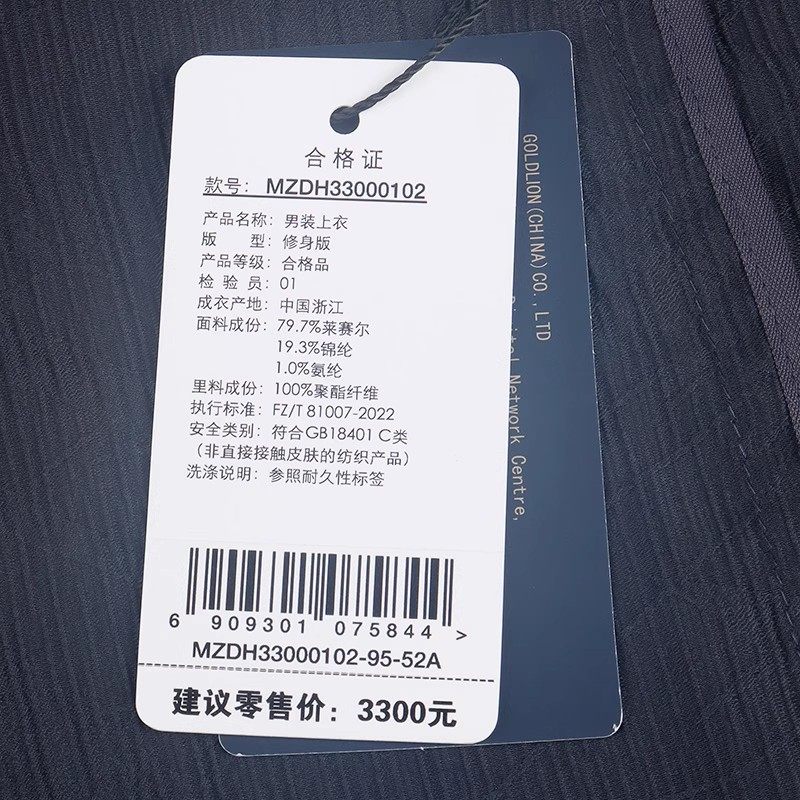 合格证
款号: MZDH33000102
产品名称: 男装上衣
版 型: 修身版
产品等级: 合格品
检 验 员: 01
成衣产地: 中国浙江
面料成份: 79.7%莱赛尔
19.3%锦纶
1.0%氨纶
里料成份: 100%聚酯纤维
执行标准: FZ/T 81007-2022
安全类别: 符合GB18401 C类
(非直接接触皮肤的纺织产品)
洗涤说明: 参照耐久性标签
6 909301 075844 >
MZDH33000102-95-52A
建议零售价: 3300元
GOLDLION(CHINA)CO.,LTD
Network Centre,